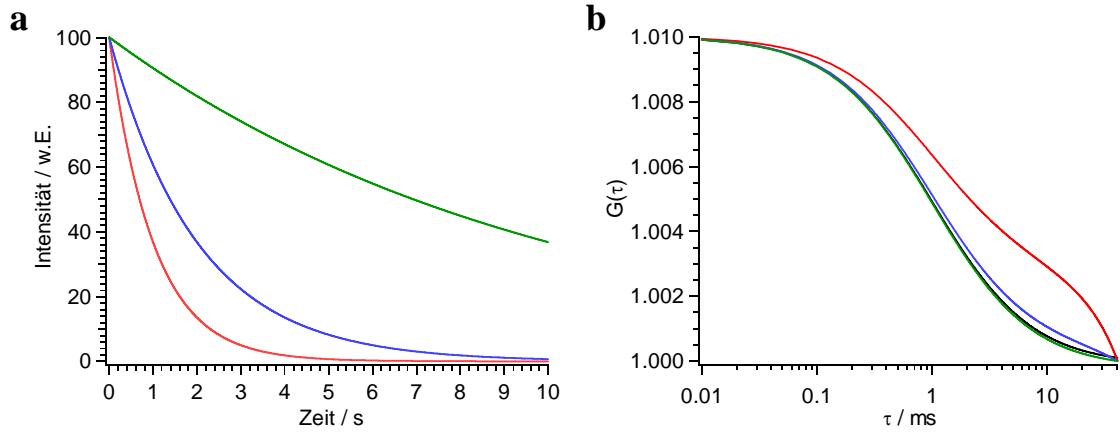 a
100
80
60
40
20
0
Intensität / w.E.
0 1 2 3 4 5 6 7 8 9 10
Zeit / s
b
1.010
1.008
1.006
1.004
1.002
1.000
G(τ)
0.01 0.1 1 10
τ / ms